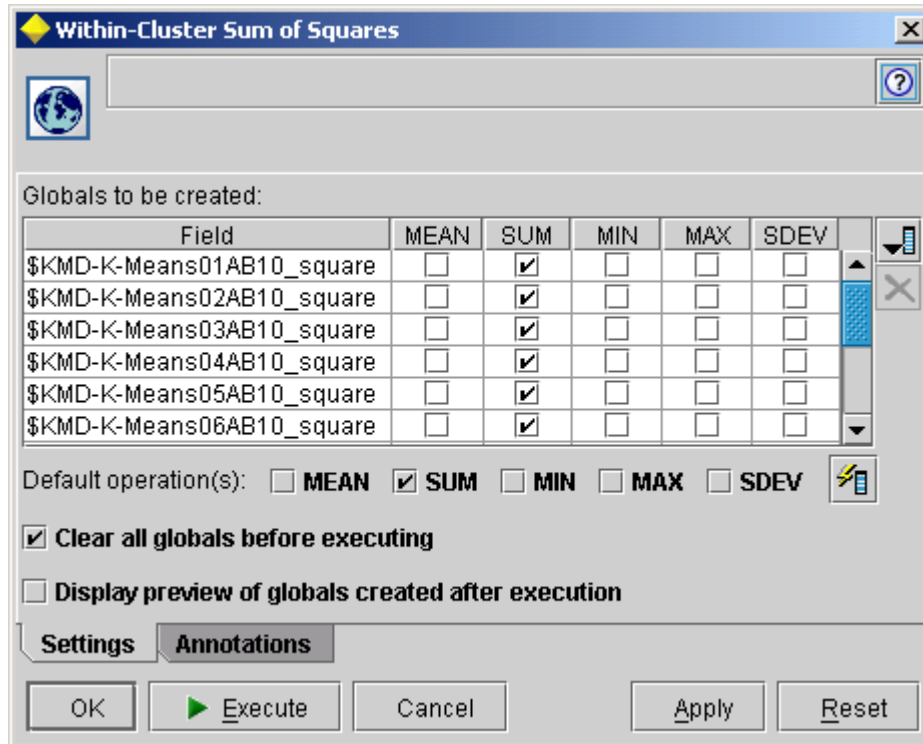 Within-Cluster Sum of Squares
Globals to be created:
Field MEAN SUM MIN MAX SDEV
$KMD-K-Means01AB10_square
$KMD-K-Means02AB10_square
$KMD-K-Means03AB10_square
$KMD-K-Means04AB10_square
$KMD-K-Means05AB10_square
$KMD-K-Means06AB10_square
Default operation(s): MEAN SUM MIN MAX SDEV
Clear all globals before executing
Display preview of globals created after execution
Settings Annotations
OK Execute Cancel Apply Reset